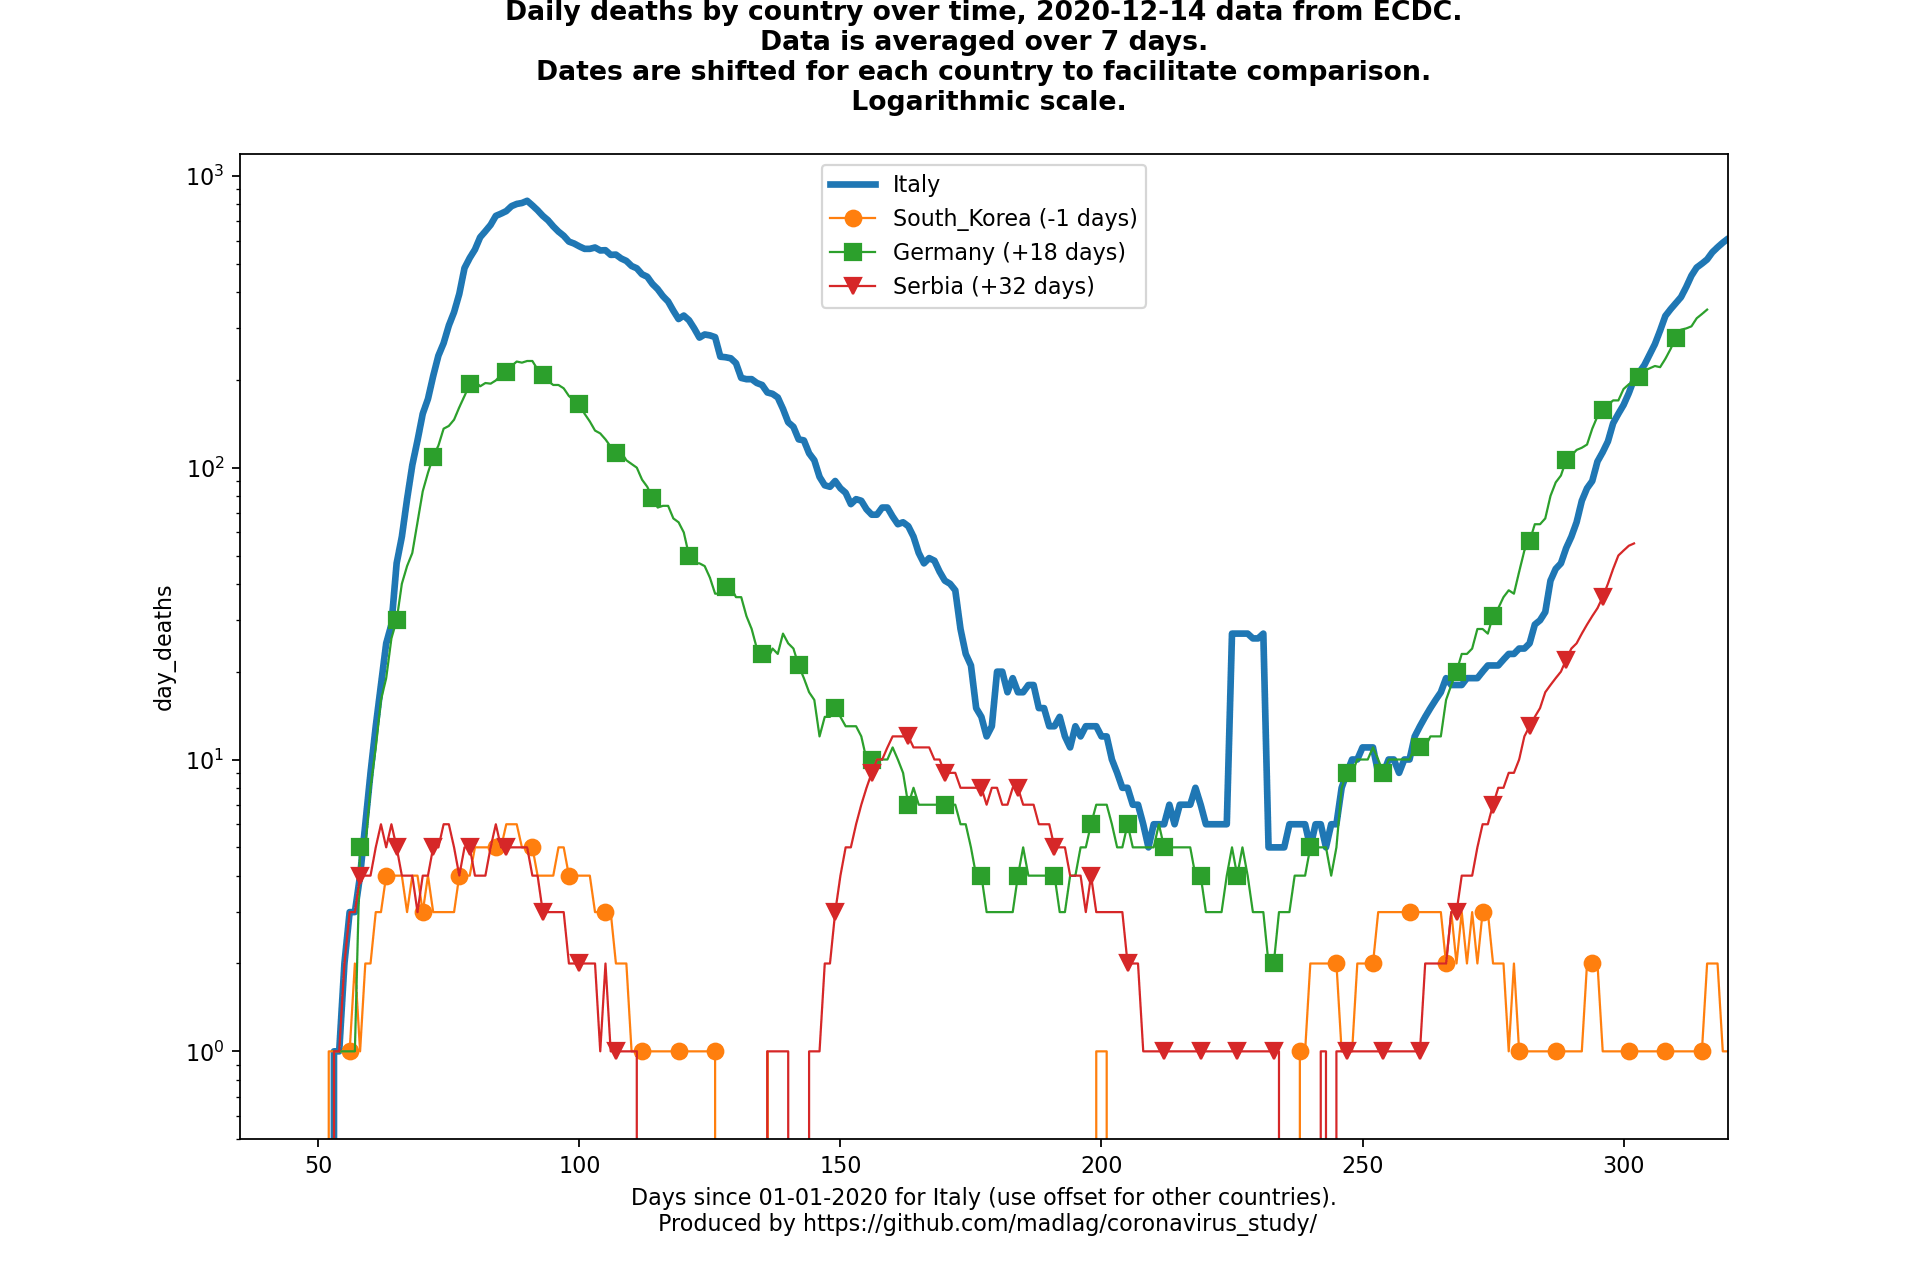 Daily deaths by country over time, 2020-12-14 data from ECDC.
Data is averaged over 7 days.
Dates are shifted for each country to facilitate comparison.
Logarithmic scale.
Italy
South_Korea (-1 days)
Germany (+18 days)
Serbia (+32 days)
day_deaths
10³
10²
10¹
10⁰
50 100 150 200 250 300
Days since 01-01-2020 for Italy (use offset for other countries).
Produced by https://github.com/madlag/coronavirus_study/